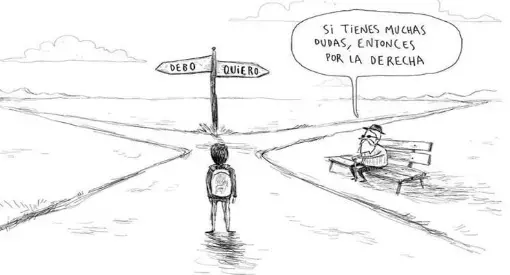 DEBO
QUIERO
SI TIENES MUCHAS
DUDAS, ENTONCES
POR LA DERECHA